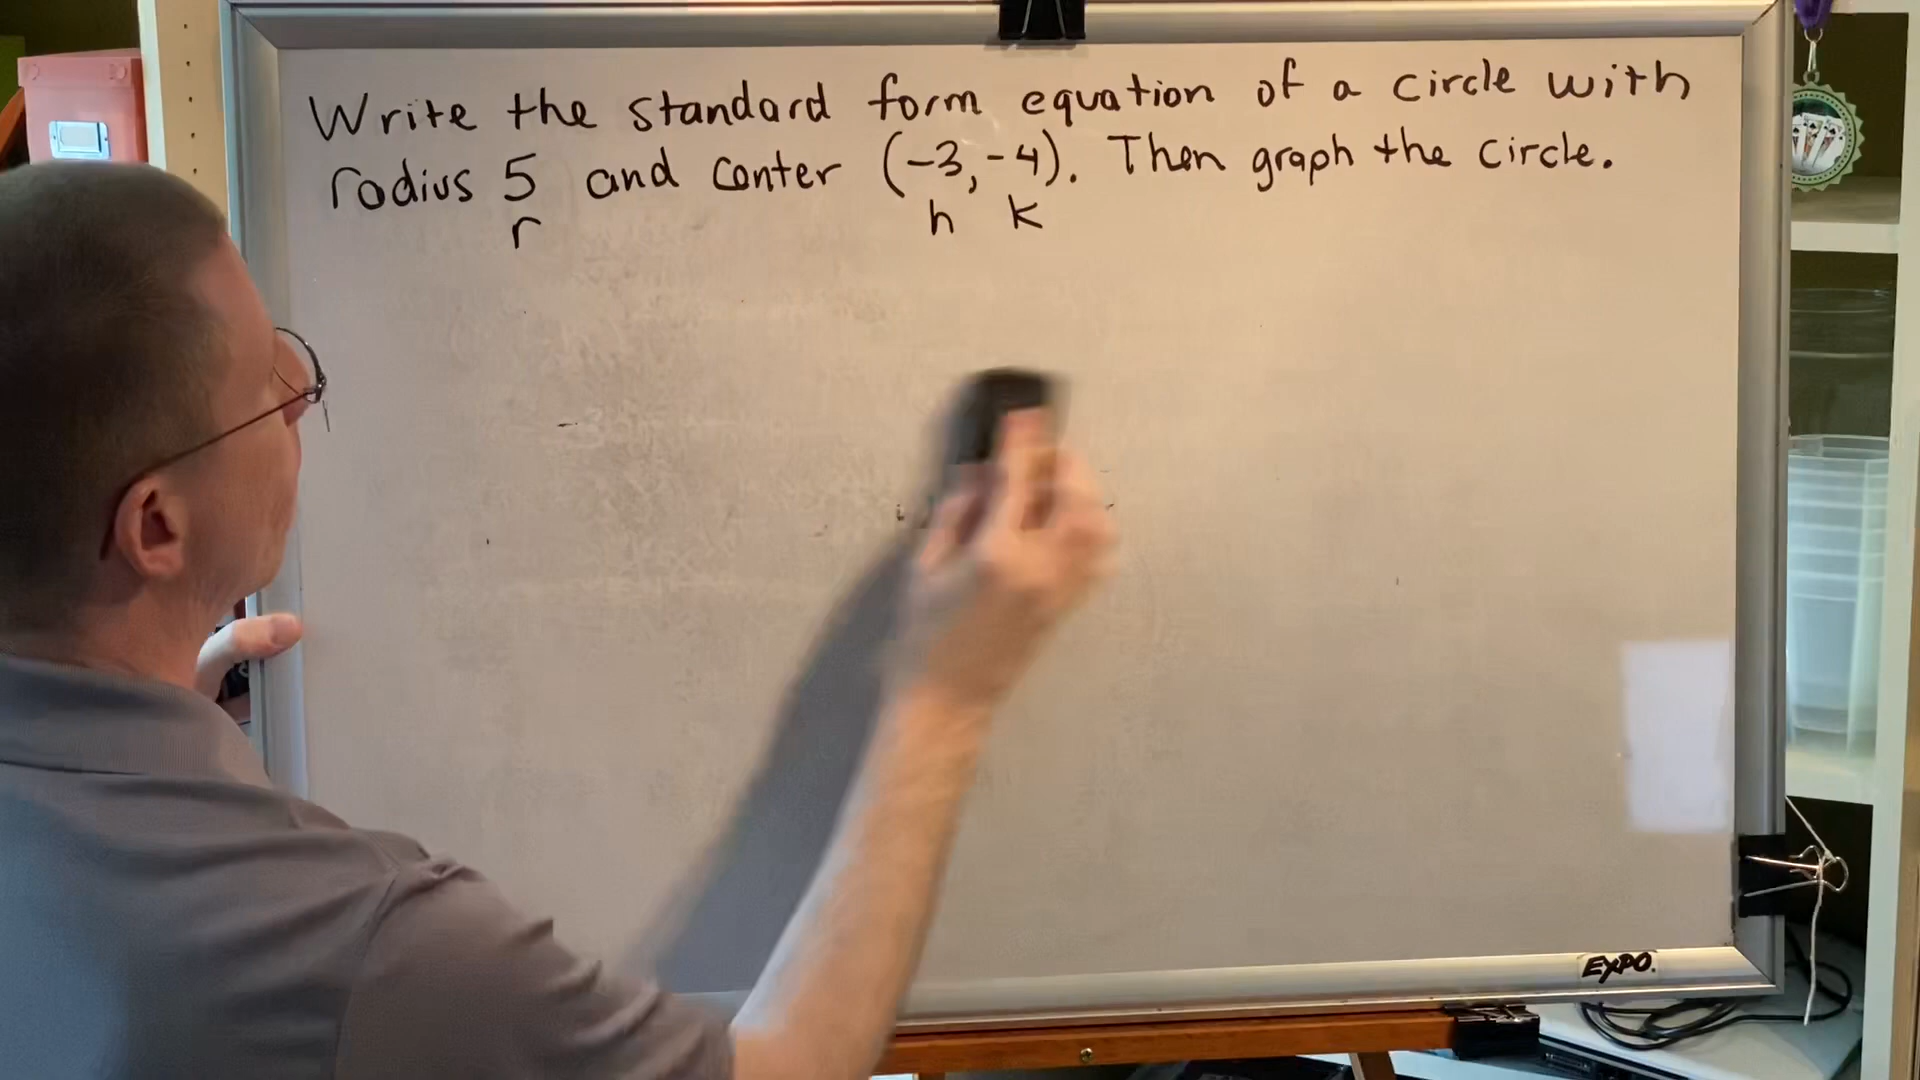 Write the standard form equation of a circle with
radius 5 and center (-3,-4). Then graph the circle.
r h k
EXPO.